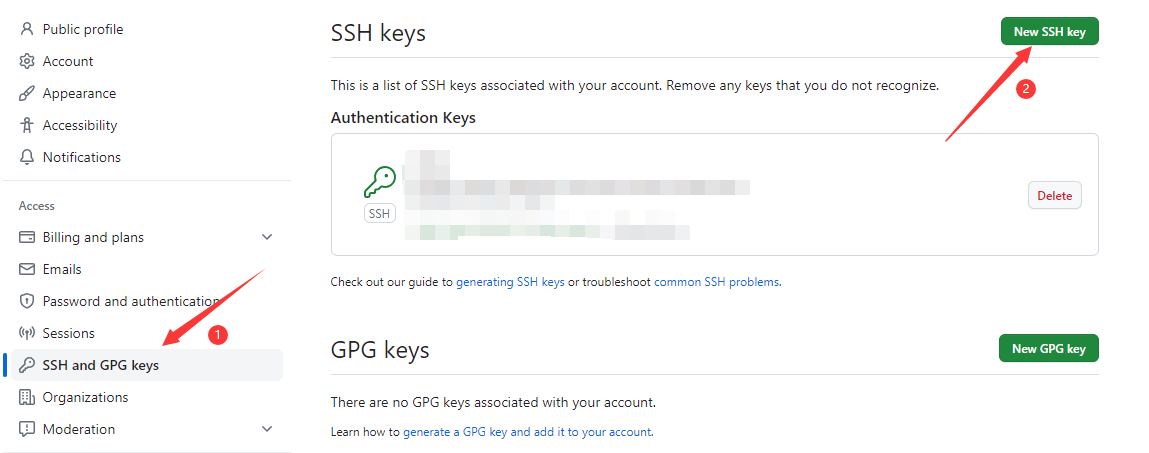 Public profile
Account
Appearance
Accessibility
Notifications
Access
Billing and plans
Emails
Password and authentication
Sessions
1
SSH and GPG keys
Organizations
Moderation
SSH keys
New SSH key
2
This is a list of SSH keys associated with your account. Remove any keys that you do not recognize.
Authentication Keys
SSH
Delete
Check out our guide to generating SSH keys or troubleshoot common SSH problems.
GPG keys
New GPG key
There are no GPG keys associated with your account.
Learn how to generate a GPG key and add it to your account.